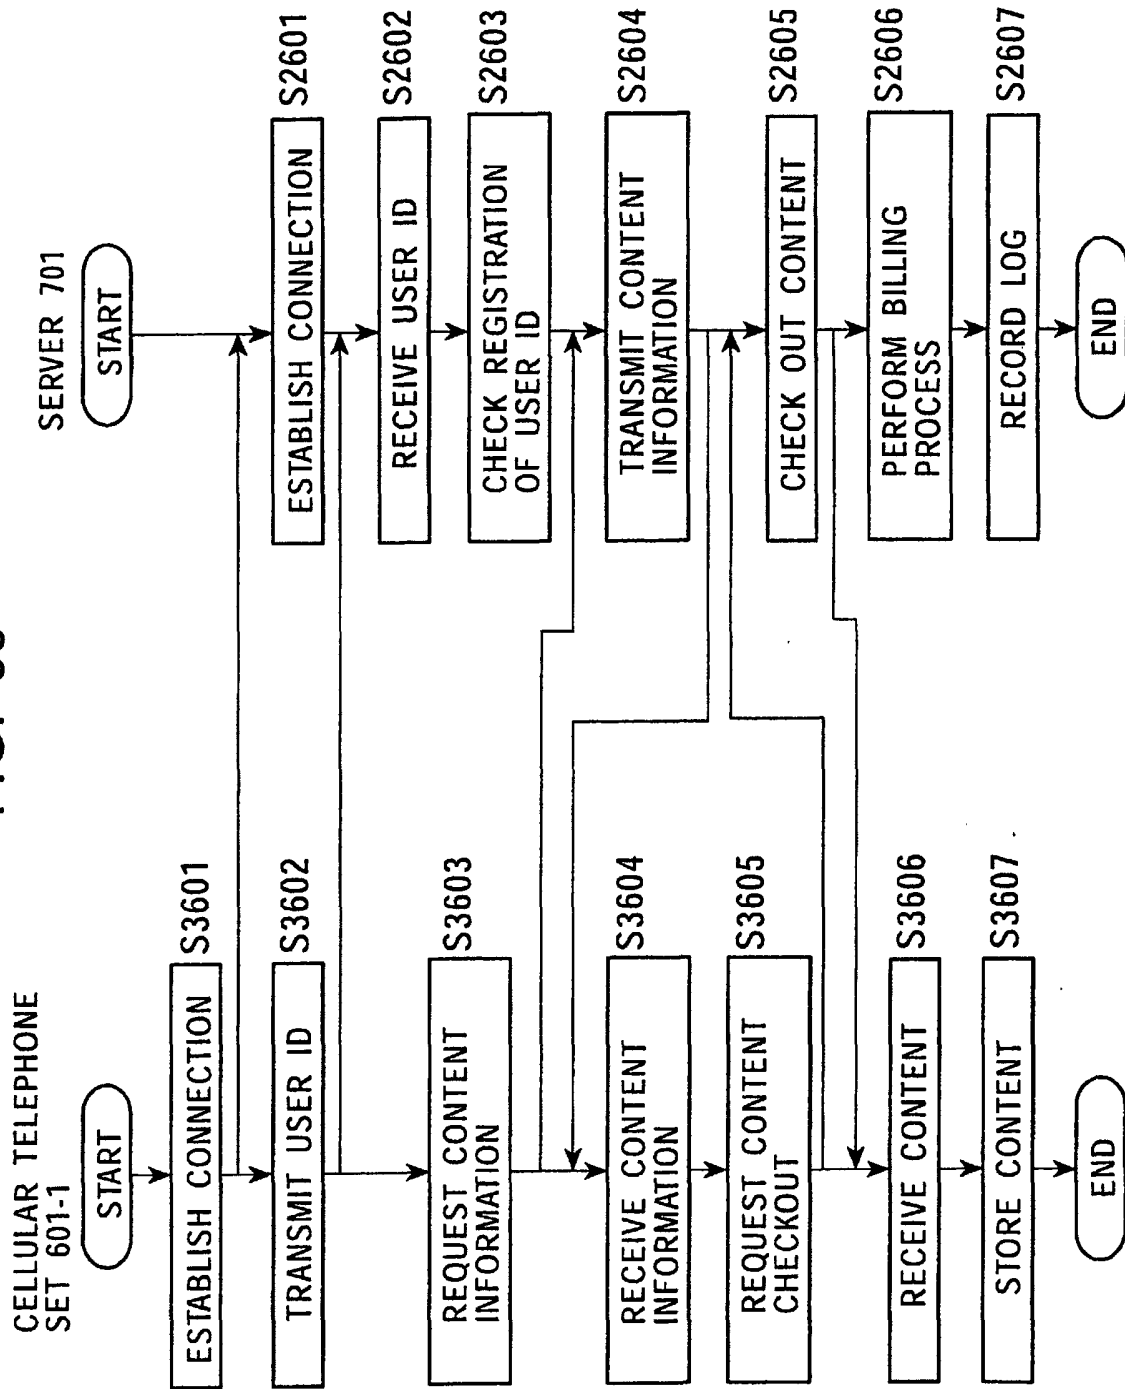 CELLULAR TELEPHONE
SET 601-1
START
ESTABLISH CONNECTION
S3601
TRANSMIT USER ID
S3602
REQUEST CONTENT
INFORMATION
S3603
RECEIVE CONTENT
INFORMATION
S3604
REQUEST CONTENT
CHECKOUT
S3605
RECEIVE CONTENT
S3606
STORE CONTENT
S3607
END
SERVER 701
START
ESTABLISH CONNECTION
S2601
RECEIVE USER ID
S2602
CHECK REGISTRATION
OF USER ID
S2603
TRANSMIT CONTENT
INFORMATION
S2604
CHECK OUT CONTENT
S2605
PERFORM BILLING
PROCESS
S2606
RECORD LOG
S2607
END